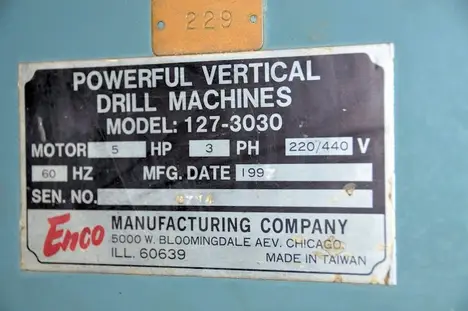 229
POWERFUL VERTICAL
DRILL MACHINES
MODEL: 127-3030
MOTOR 5 HP 3 PH 220/440 V
60 HZ MFG. DATE 199
SEN. NO.
Enco MANUFACTURING COMPANY
5000 W. BLOOMINGDALE AEV. CHICAGO.
ILL. 60639 MADE IN TAIWAN